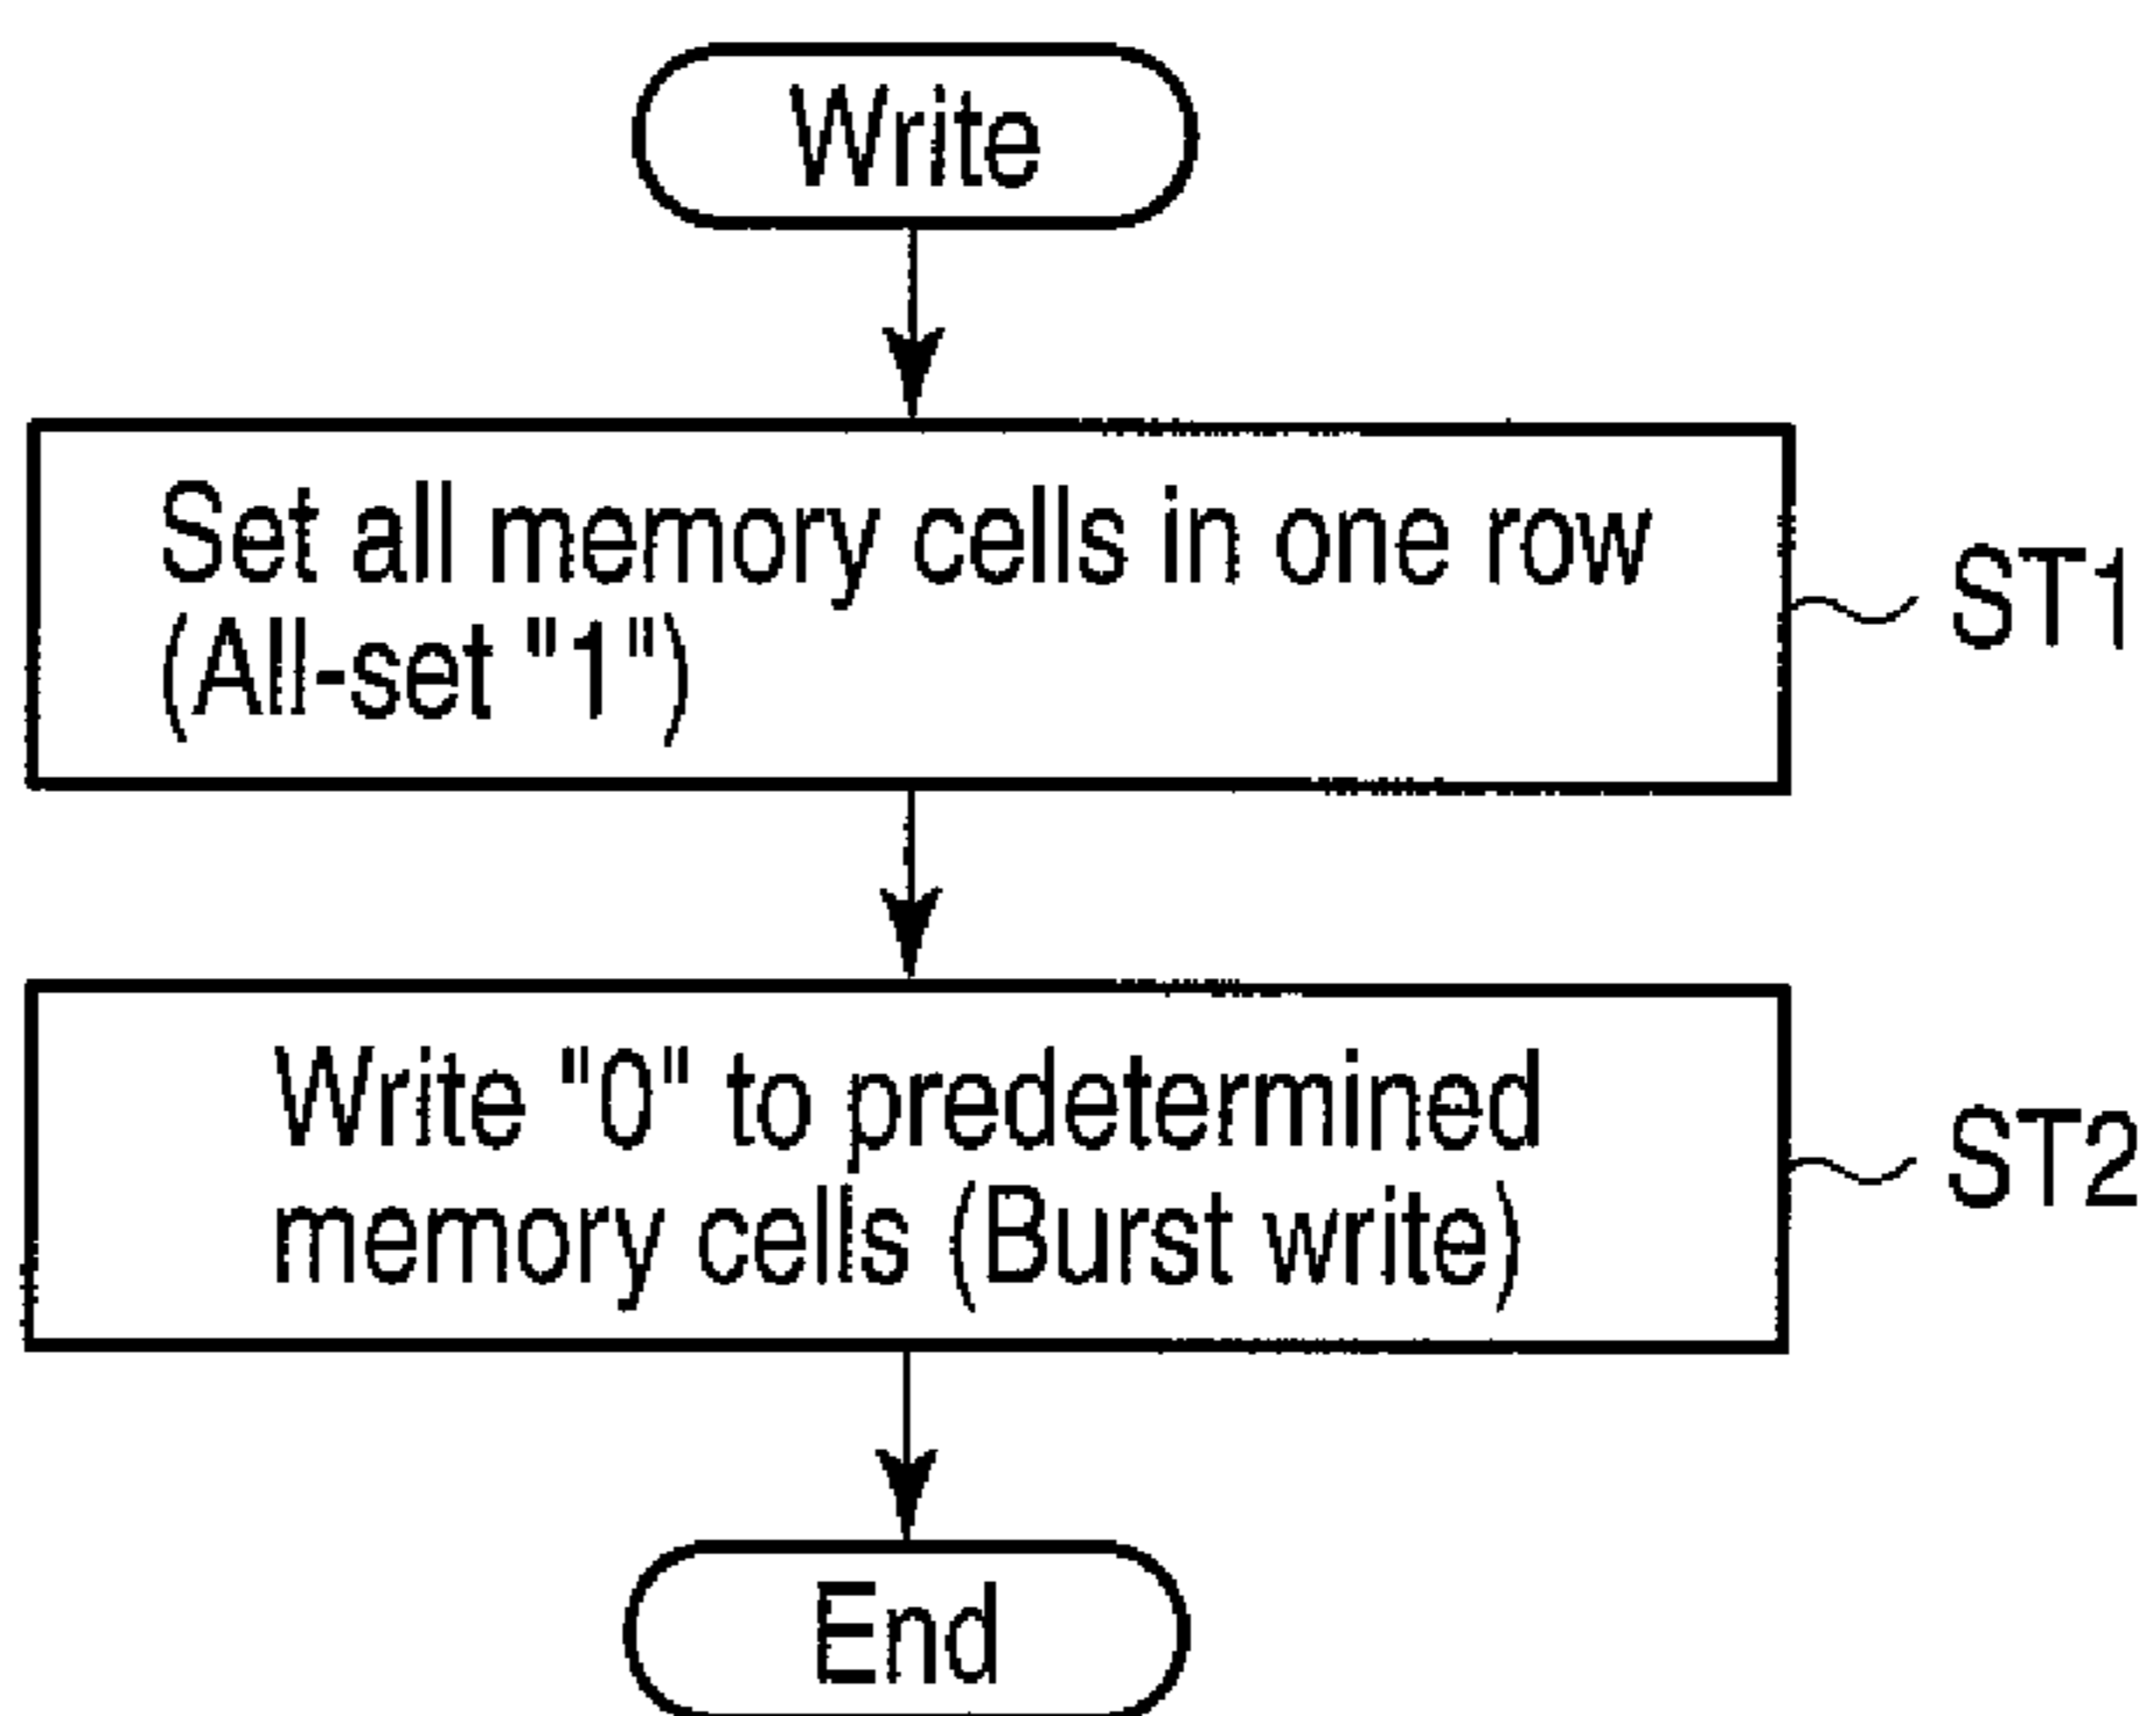 Write
Set all memory cells in one row
(All-set "1")
ST1
Write "0" to predetermined
memory cells (Burst write)
ST2
End